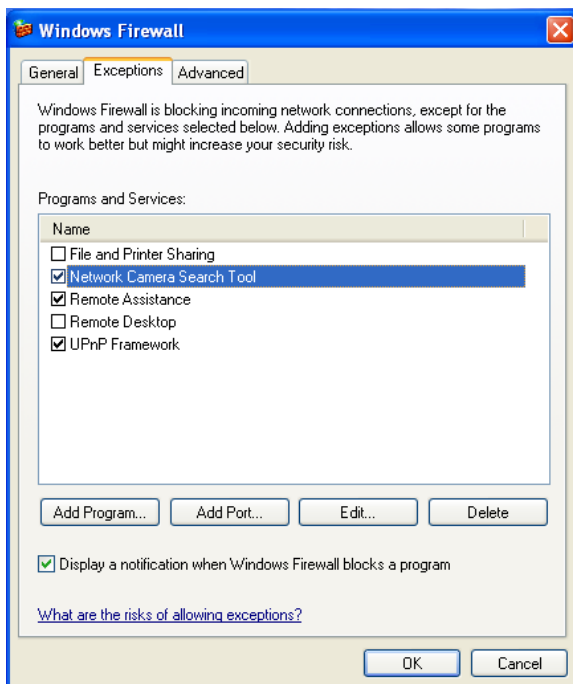 Windows Firewall
General
Exceptions
Advanced
Windows Firewall is blocking incoming network connections, except for the
programs and services selected below. Adding exceptions allows some programs
to work better but might increase your security risk.
Programs and Services:
Name
File and Printer Sharing
Network Camera Search Tool
Remote Assistance
Remote Desktop
UPnP Framework
Add Program...
Add Port...
Edit...
Delete
Display a notification when Windows Firewall blocks a program
What are the risks of allowing exceptions?
OK
Cancel